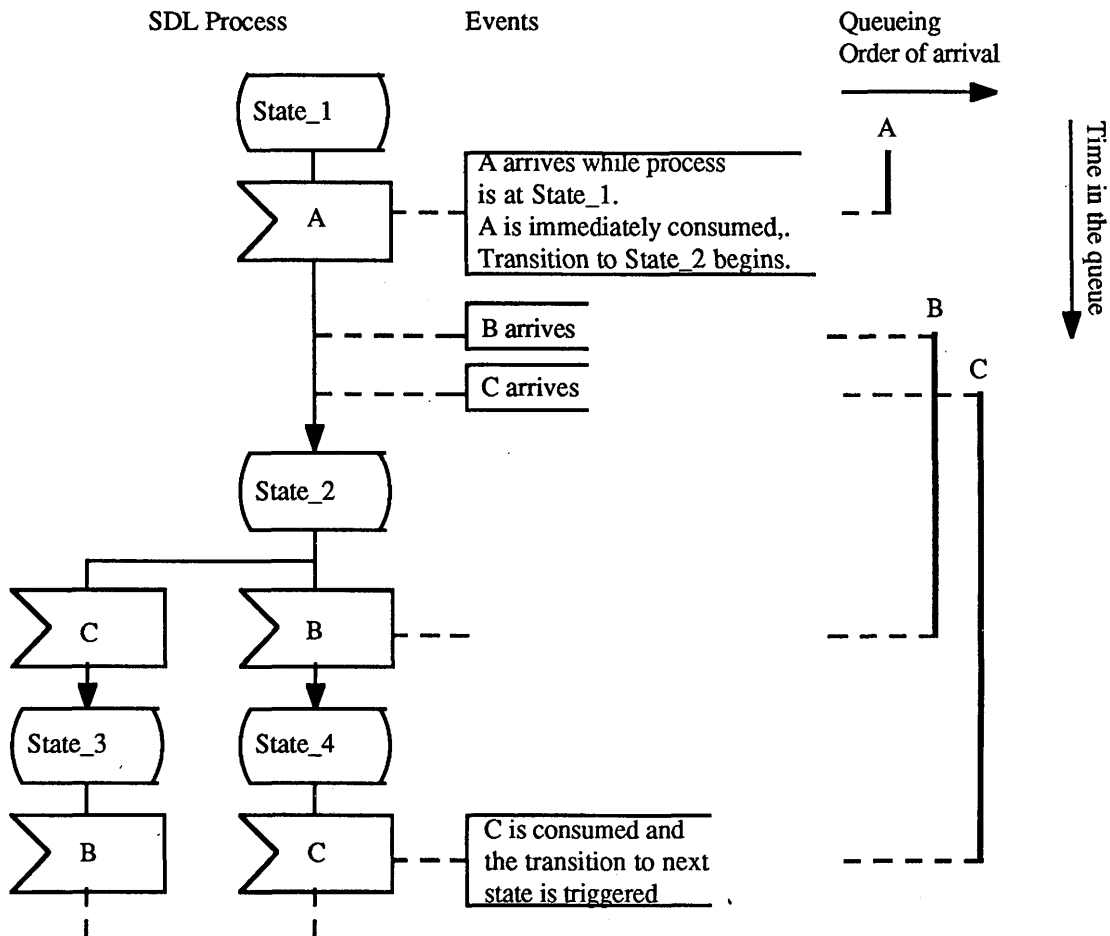 SDL Process
Events
Queueing
Order of arrival
State_1
A
A arrives while process
is at State_1.
A is immediately consumed,.
Transition to State_2 begins.
A
Time in the queue
B arrives
B
C arrives
C
State_2
C
B
State_3
State_4
B
C
C is consumed and
the transition to next
state is triggered